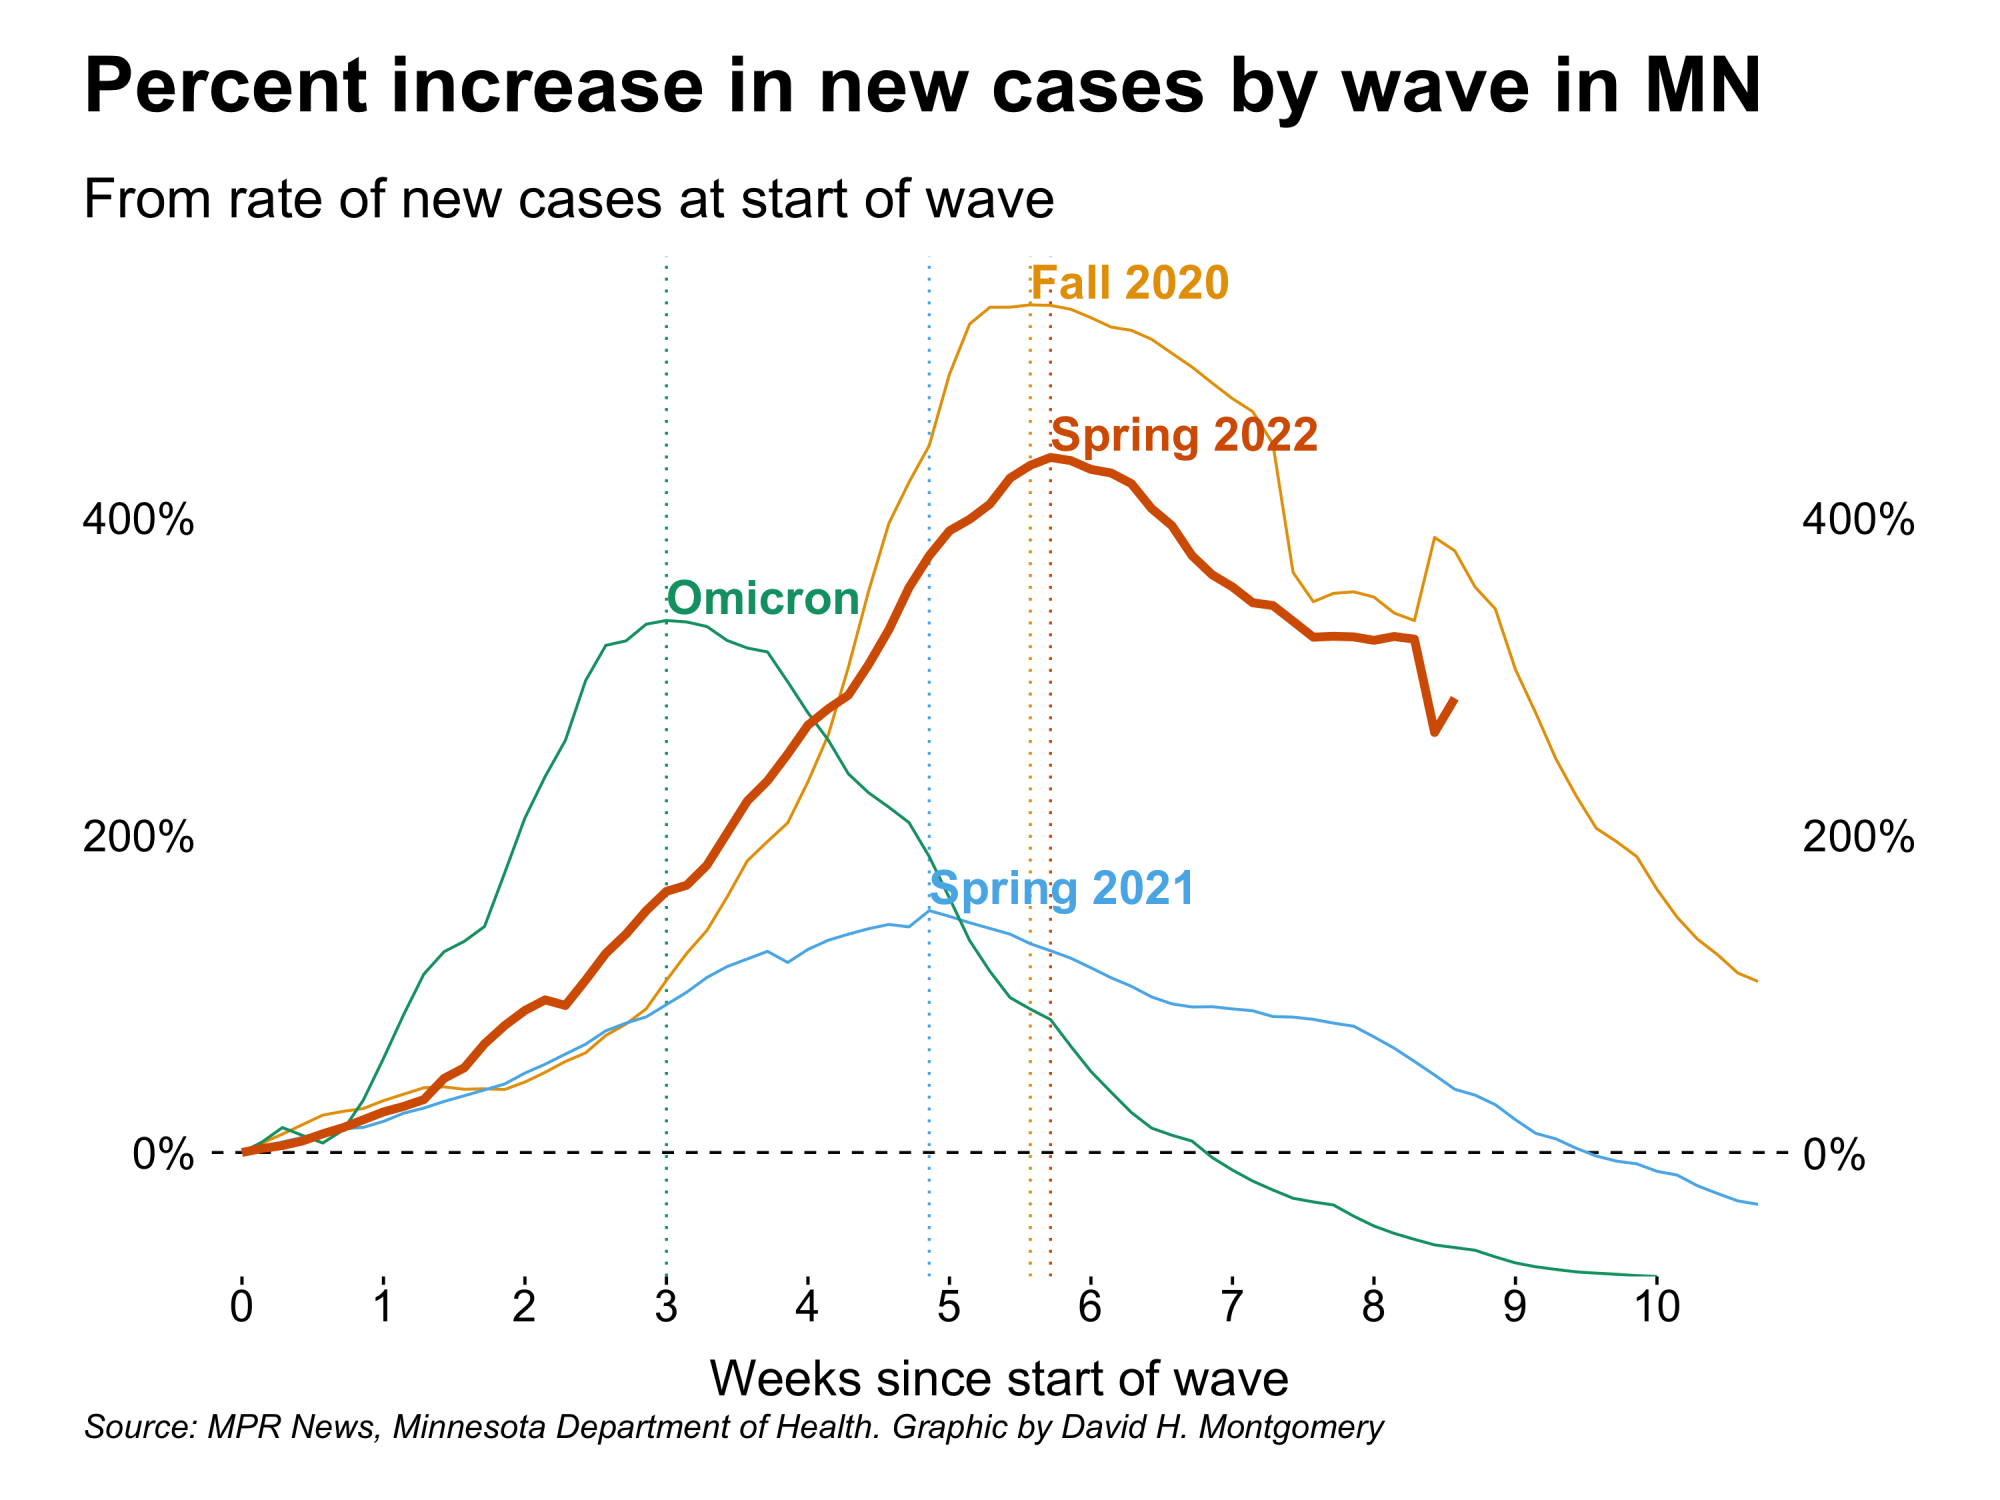 Percent increase in new cases by wave in MN
From rate of new cases at start of wave
Fall 2020
Spring 2022
400%
400%
Omicron
200%
200%
Spring 2021
0%
0%
0 1 2 3 4 5 6 7 8 9 10
Weeks since start of wave
Source: MPR News, Minnesota Department of Health. Graphic by David H. Montgomery